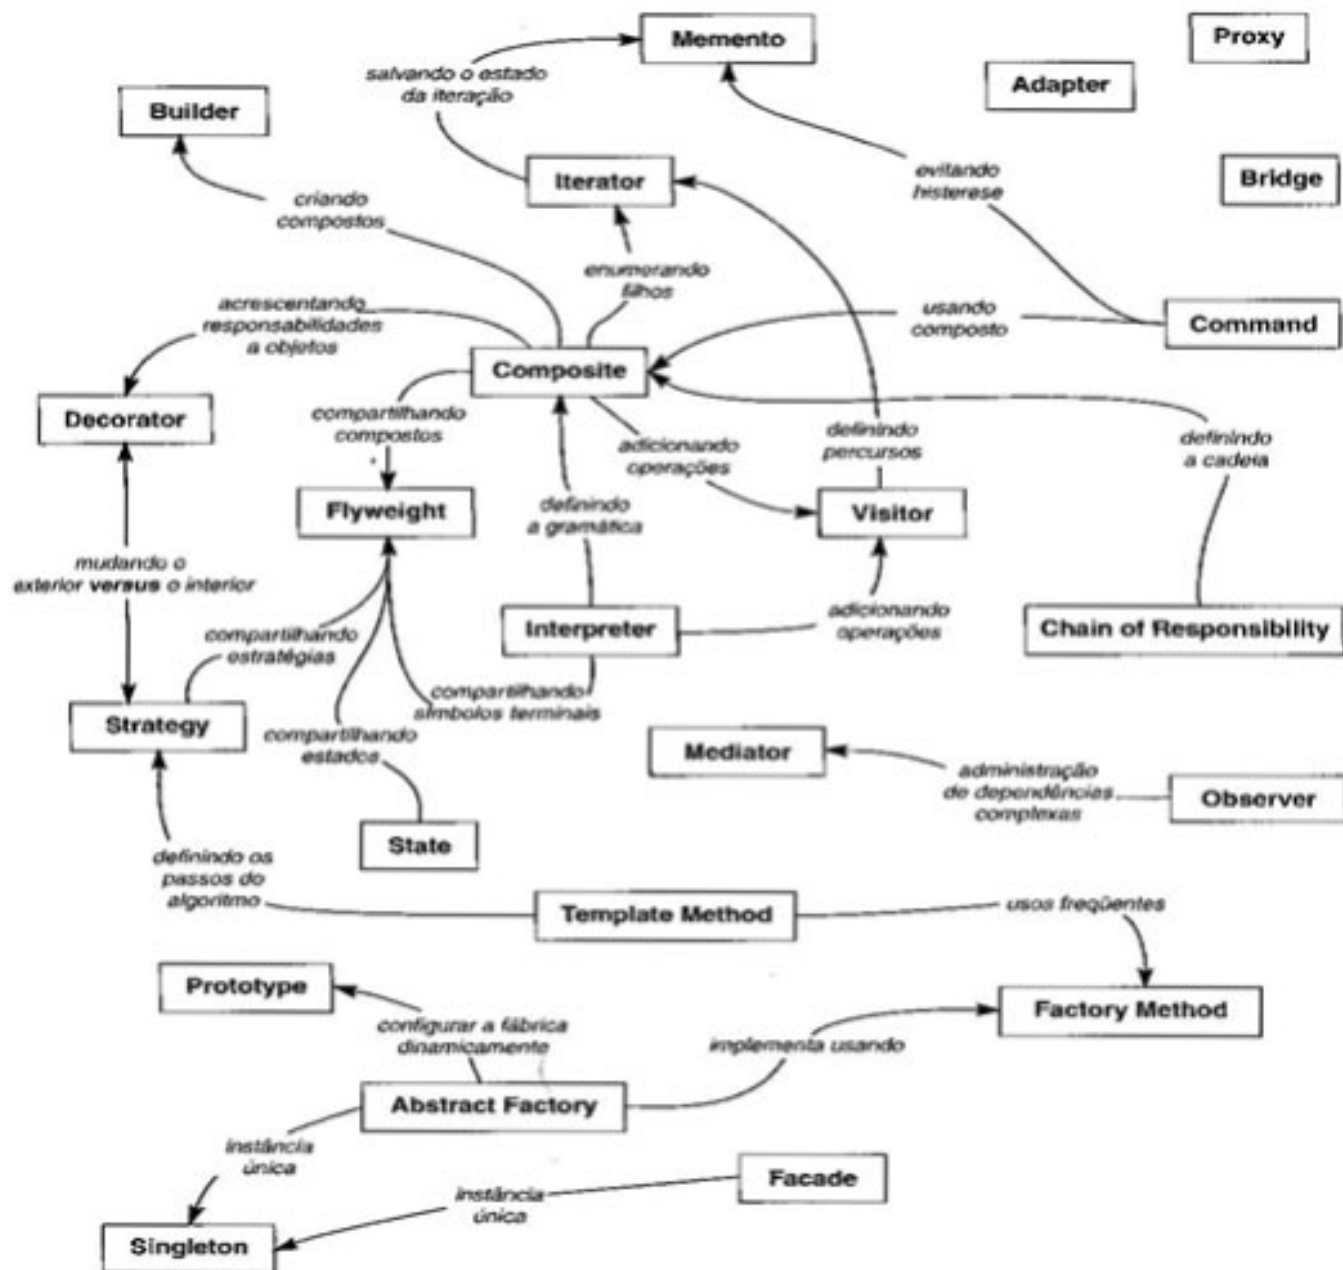 Memento
Proxy
Adapter
salvando o estado
da iteração
Builder
Iterator
evitando
histerese
Bridge
criando
compostos
enumerando
filhos
acrescentando
responsabilidades
a objetos
usando
composto
Command
Composite
Decorator
compartilhando
compostos
adicionando
operações
definindo
percursos
definindo
a cadeia
Flyweight
definindo
a gramática
Visitor
mudando o
exterior versus o interior
compartilhando
estratégias
Interpreter
adicionando
operações
Chain of Responsibility
compartilhando
símbolos terminais
Strategy
compartilhando
estados
Mediator
administração
de dependências
complexas
Observer
State
definindo os
passos do
algoritmo
Template Method
usos freqüentes
Prototype
configurar a fábrica
dinamicamente
Factory Method
implementa usando
Abstract Factory
instância
única
Facade
instância
única
Singleton